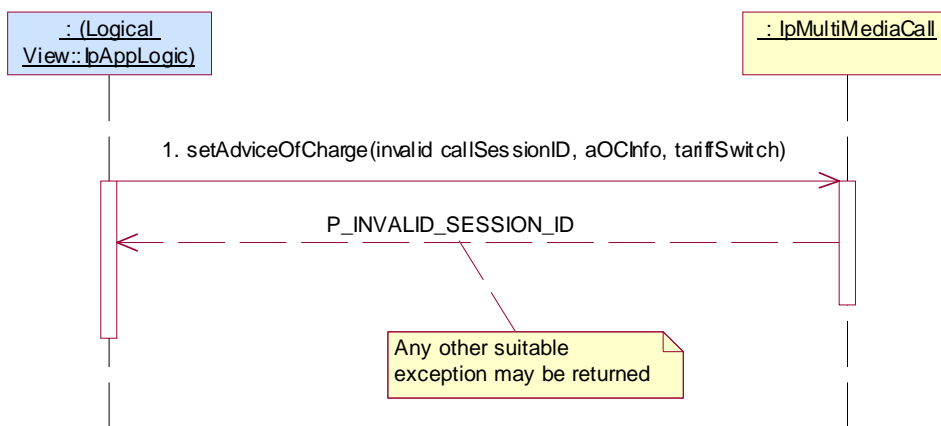 : (Logical
View::IpAppLogic)
: IpMultiMediaCall
1. setAdviceOfCharge(invalid callSessionID, aOCInfo, tariffSwitch)
P_INVALID_SESSION_ID
Any other suitable
exception may be returned